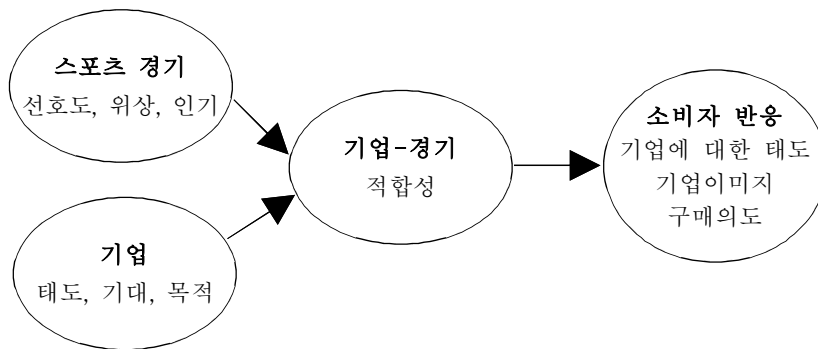 스포츠 경기
선호도, 위상, 인기
기업
태도, 기대, 목적
기업-경기
적합성
소비자 반응
기업에 대한 태도
기업이미지
구매의도